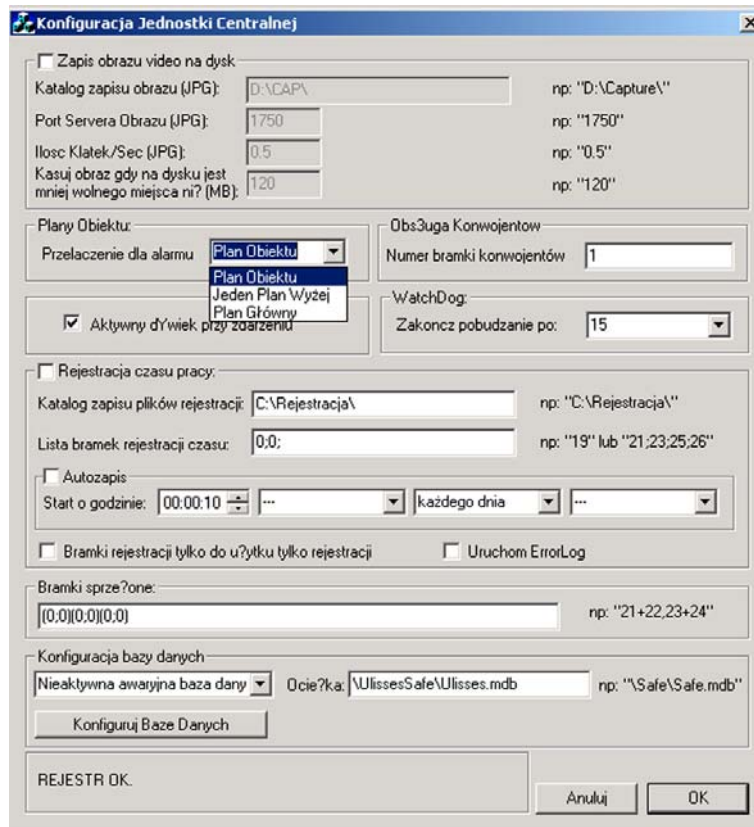 Konfiguracja Jednostki Centralnej
Zapis obrazu video na dysk
Katalog zapisu obrazu (JPG): D:\CAP\ np: "D:\Capture\"
Port Servera Obrazu (JPG): 1750 np: "1750"
Ilosc Klatek/Sec (JPG): 0.5 np: "0.5"
Kasuj obraz gdy na dysku jest
mniej wolnego miejsca ni? (MB): 120 np: "120"
Plany Obiektu:
Przelaczenie dla alarmu Plan Obiektu
Plan Obiektu
Jeden Plan Wyżej
Plan Główny
Obs3uga Konwojentow
Numer bramki konwojentów 1
Aktywny dYwiek przy zdarzeniu
WatchDog:
Zakoncz pobudzanie po: 15
Rejestracja czasu pracy:
Katalog zapisu plików rejestracji: C:\Rejestracja\ np: "C:\Rejestracja\"
Lista bramek rejestracji czasu: 0;0; np: "19" lub "21;23;25;26"
Autozapis
Start o godzinie: 00:00:10 --- każdego dnia ---
Bramki rejestracji tylko do u?ytku tylko rejestracji Uruchom ErrorLog
Bramki sprze?one:
(0;0)(0;0)(0;0) np: "21+22,23+24"
Konfiguracja bazy danych
Nieaktywna awaryjna baza dany Ocie?ka: \UlissesSafe\Ulisses.mdb np: "\Safe\Safe.mdb"
Konfiguruj Baze Danych
REJESTR OK.
Anuluj OK